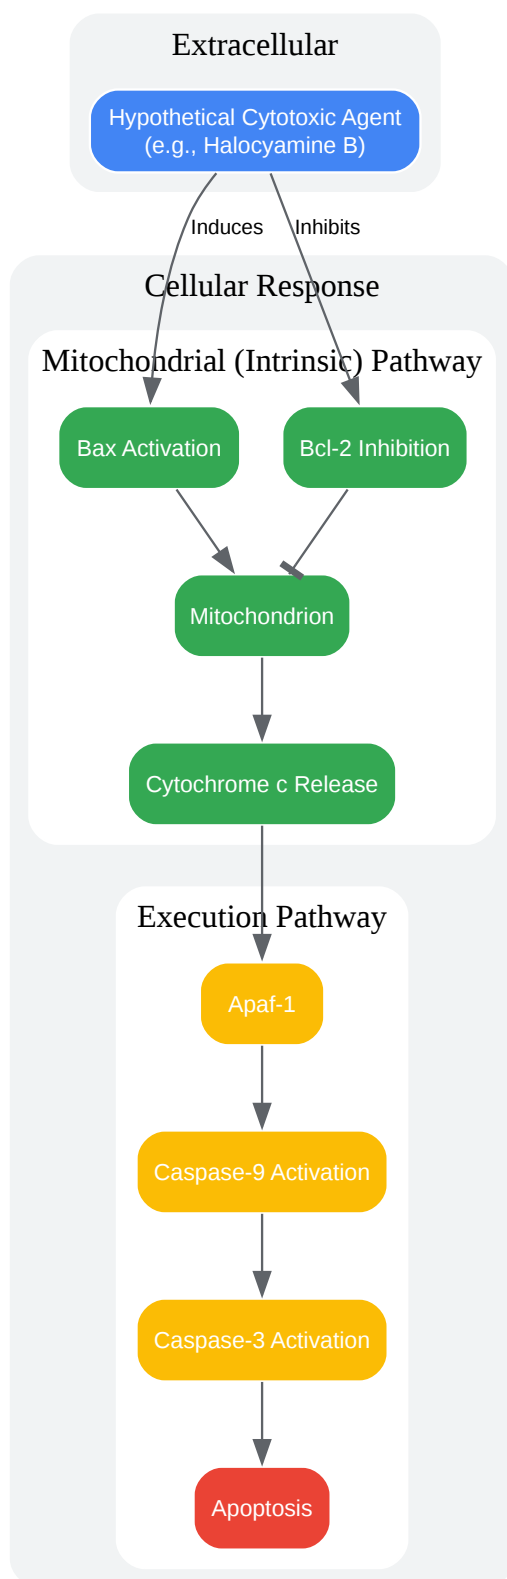 Extracellular
Hypothetical Cytotoxic Agent
(e.g., Halocyamine B)
Induces
Inhibits
Cellular Response
Mitochondrial (Intrinsic) Pathway
Bax Activation
Bcl-2 Inhibition
Mitochondrion
Cytochrome c Release
Execution Pathway
Apaf-1
Caspase-9 Activation
Caspase-3 Activation
Apoptosis